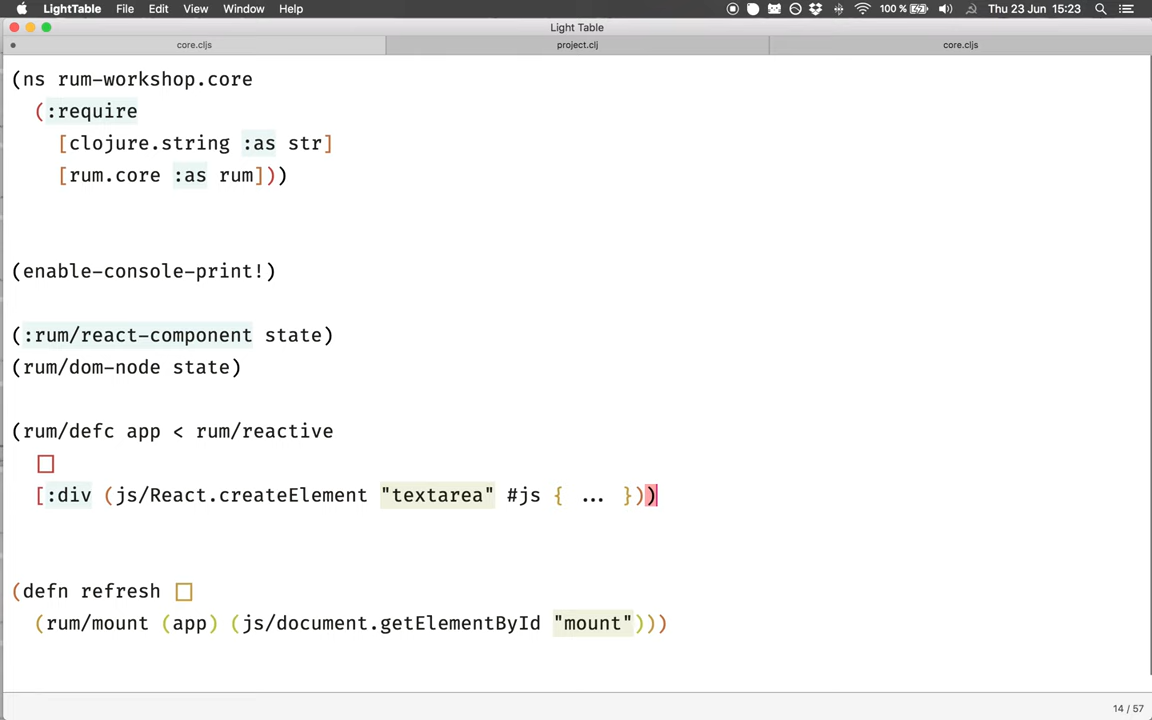 LightTable File Edit View Window Help 100 % Thu 23 Jun 15:23
Light Table
core.cljs project.clj core.cljs
(ns rum-workshop.core
(:require
[clojure.string :as str]
[rum.core :as rum]))
(enable-console-print!)
(:rum/react-component state)
(rum/dom-node state)
(rum/defc app < rum/reactive
[]
[:div (js/React.createElement "textarea" #js { ... }))
(defn refresh []
(rum/mount (app) (js/document.getElementById "mount")))
14 / 57